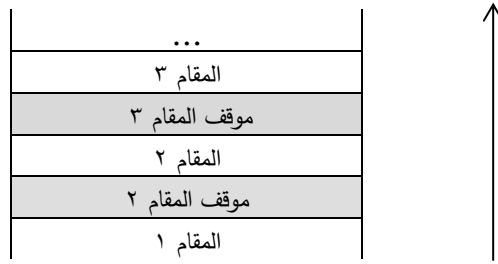 ...
المقام ٣
موقف المقام ٣
المقام ٢
موقف المقام ٢
المقام ١